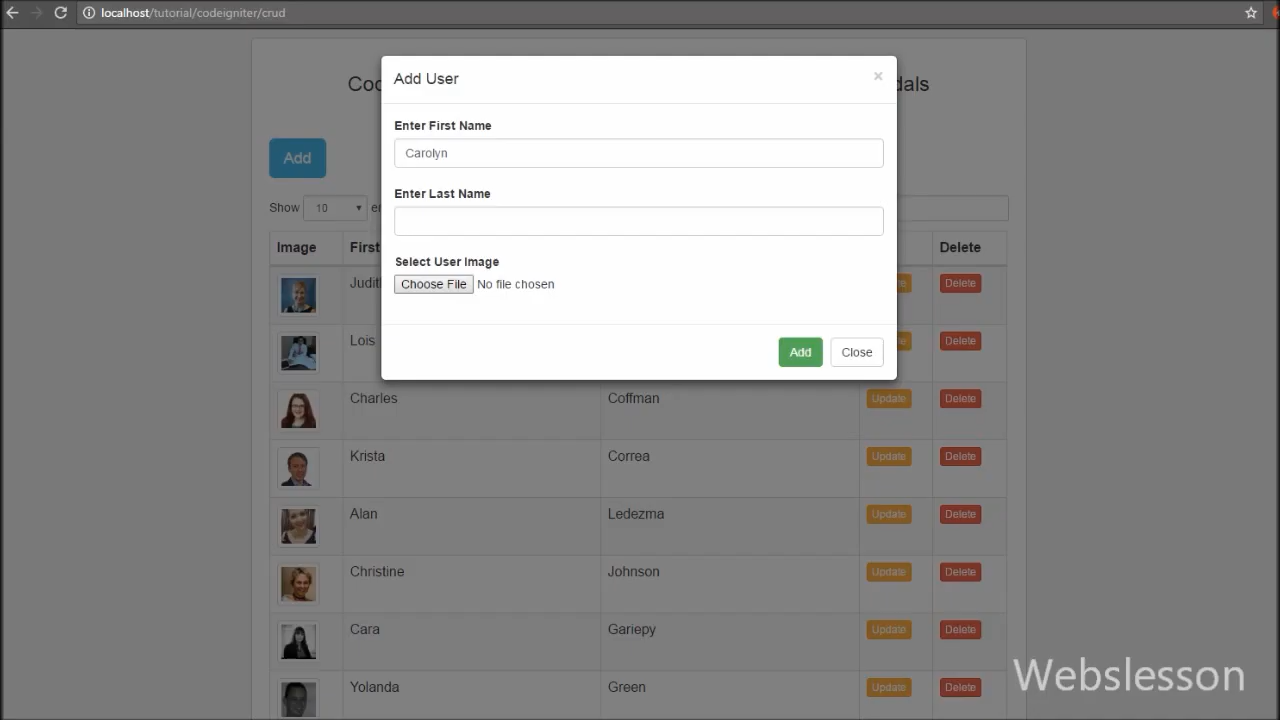 localhost/tutorial/codeigniter/crud
Add User
×
Enter First Name
Carolyn
Enter Last Name
Select User Image
Choose File No file chosen
Add Close
Add
Show 10
Image First Delete
Judith Delete
Lois Delete
Charles Coffman Update Delete
Krista Correa Update Delete
Alan Ledezma Update Delete
Christine Johnson Update Delete
Cara Gariepy Update Delete
Yolanda Green Update Delete
Webslesson